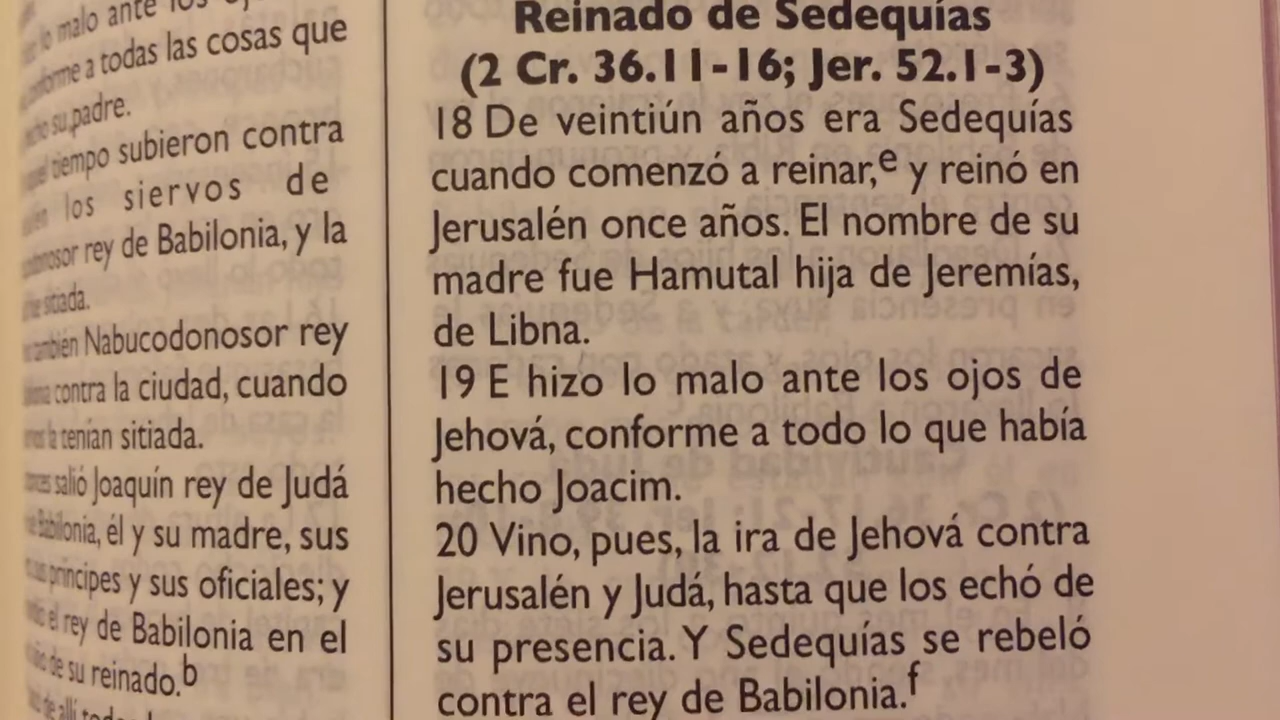 lo malo ante los
a todas las cosas que
su padre.
tiempo subieron contra
los siervos de
rey de Babilonia, y la
sitiada.
también Nabucodonosor rey
contra la ciudad, cuando
la tenían sitiada.
salió Joaquín rey de Judá
Babilonia, él y su madre, sus
príncipes y sus oficiales; y
el rey de Babilonia en el
de su reinado.b
de allí
Reinado de Sedequías
(2 Cr. 36.11-16; Jer. 52.1-3)
18 De veintiún años era Sedequías
cuando comenzó a reinar,e y reinó en
Jerusalén once años. El nombre de su
madre fue Hamutal hija de Jeremías,
de Libna.
19 E hizo lo malo ante los ojos de
Jehová, conforme a todo lo que había
hecho Joacim.
20 Vino, pues, la ira de Jehová contra
Jerusalén y Judá, hasta que los echó de
su presencia. Y Sedequías se rebeló
contra el rey de Babilonia.f